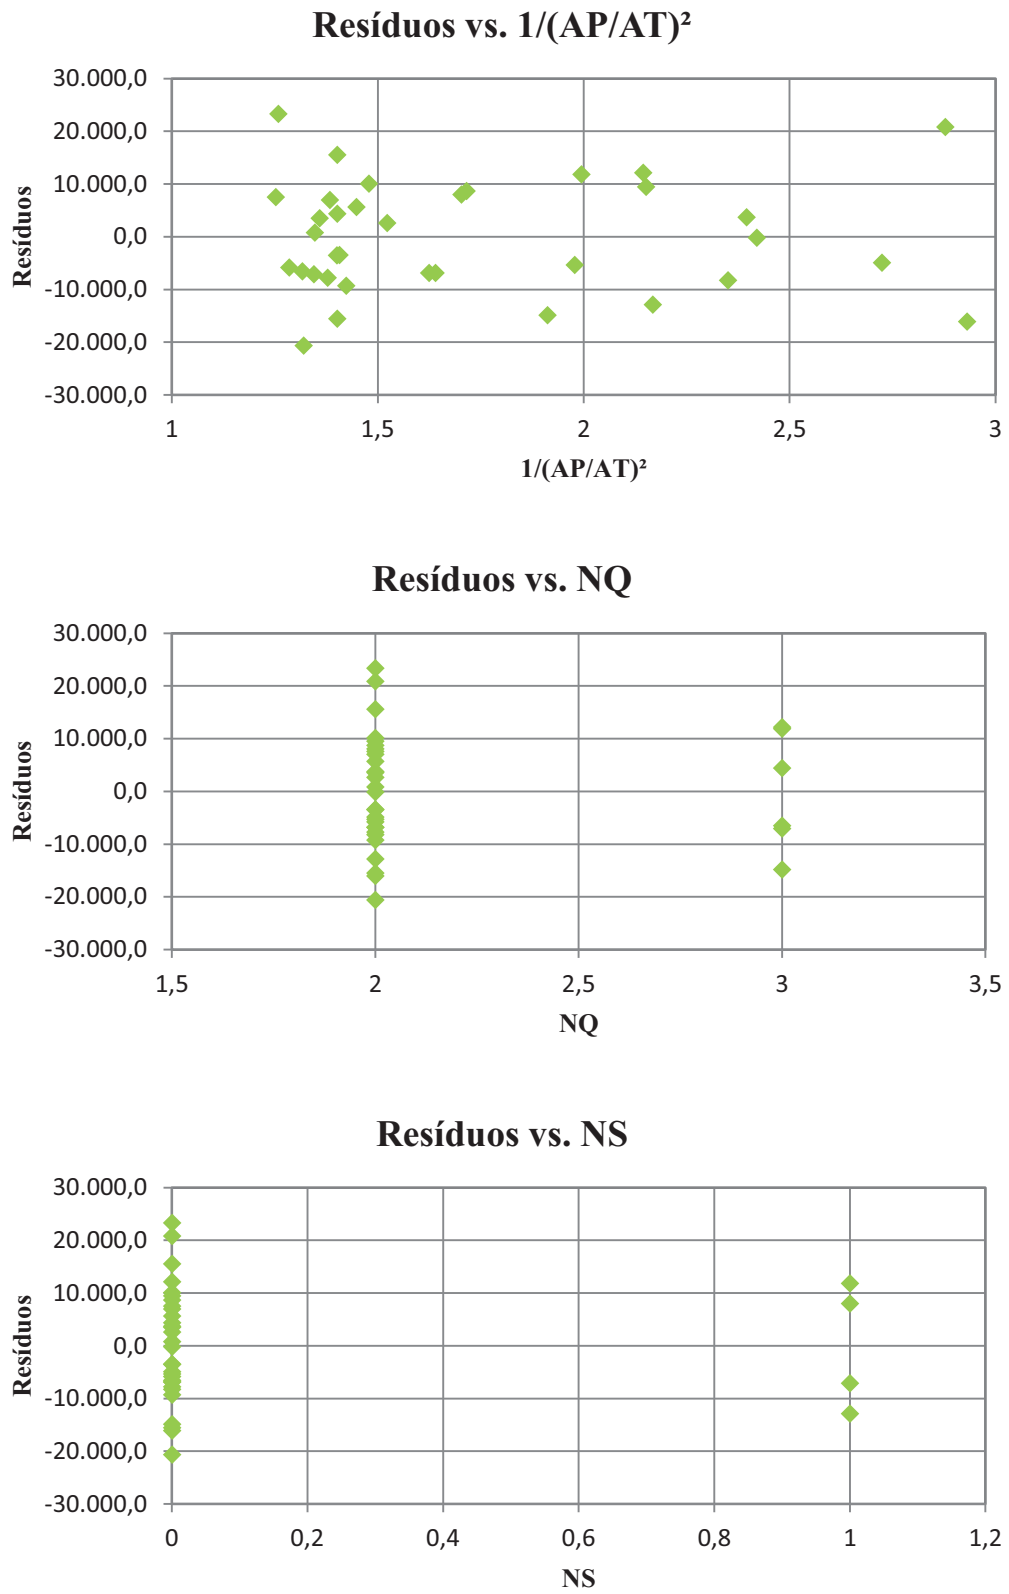 Resíduos vs. 1/(AP/AT)²
30.000,0
20.000,0
10.000,0
0,0
-10.000,0
-20.000,0
-30.000,0
Resíduos
1 1,5 2 2,5 3
1/(AP/AT)²
Resíduos vs. NQ
30.000,0
20.000,0
10.000,0
0,0
-10.000,0
-20.000,0
-30.000,0
Resíduos
1,5 2 2,5 3 3,5
NQ
Resíduos vs. NS
30.000,0
20.000,0
10.000,0
0,0
-10.000,0
-20.000,0
-30.000,0
Resíduos
0 0,2 0,4 0,6 0,8 1 1,2
NS